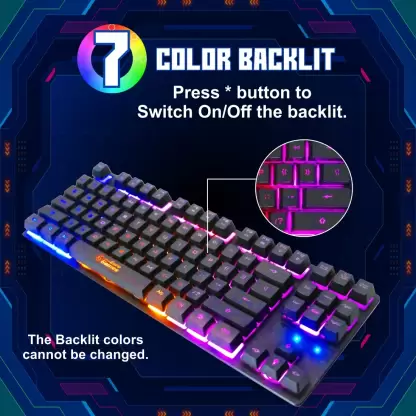 7 COLOR BACKLIT
Press * button to
Switch On/Off the backlit.
The Backlit colors
cannot be changed.